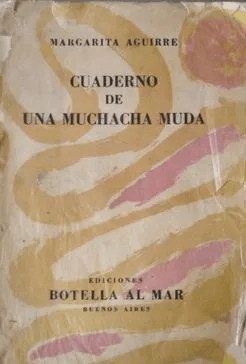 MARGARITA AGUIRRE
CUADERNO
DE
UNA MUCHACHA MUDA
EDICIONES
BOTELLA AL MAR
BUENOS AIRES